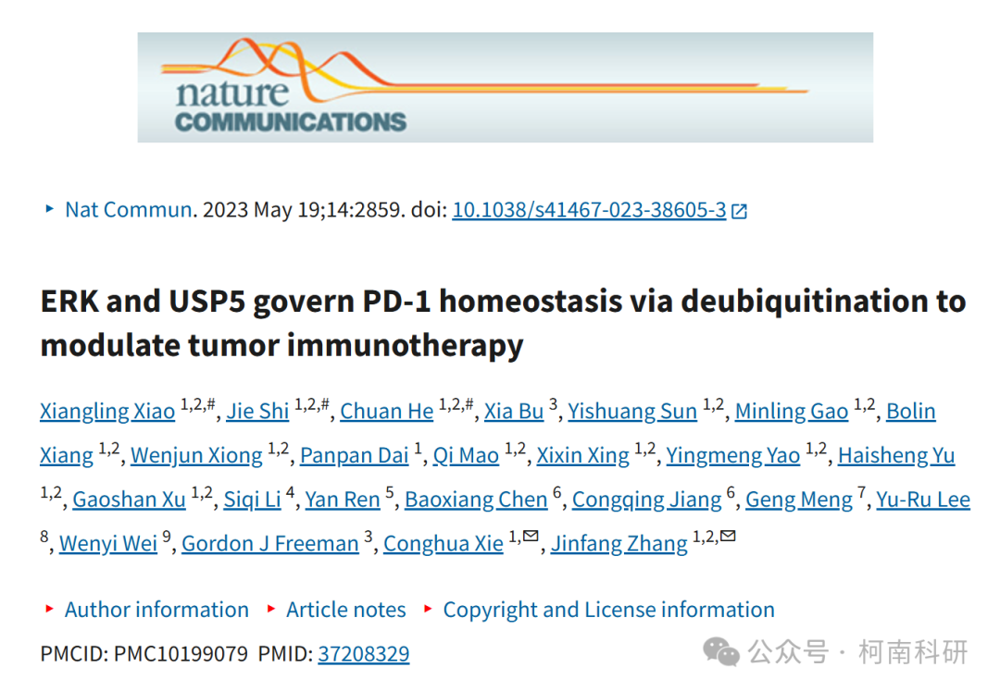 nature
COMMUNICATIONS
Nat Commun. 2023 May 19;14:2859. doi: 10.1038/s41467-023-38605-3
ERK and USP5 govern PD-1 homeostasis via deubiquitination to
modulate tumor immunotherapy
Xiangling Xiao 1,2,#, Jie Shi 1,2,#, Chuan He 1,2,#, Xia Bu 3, Yishuang Sun 1,2, Minling Gao 1,2, Bolin
Xiang 1,2, Wenjun Xiong 1,2, Panpan Dai 1, Qi Mao 1,2, Xixin Xing 1,2, Yingmeng Yao 1,2, Haisheng Yu
1,2, Gaoshan Xu 1,2, Siqi Li 4, Yan Ren 5, Baoxiang Chen 6, Congqing Jiang 6, Geng Meng 7, Yu-Ru Lee
8, Wenyi Wei 9, Gordon J Freeman 3, Conghua Xie 1,✉, Jinfang Zhang 1,2,✉
Author information Article notes Copyright and License information
PMCID: PMC10199079 PMID: 37208329
公众号 · 柯南科研